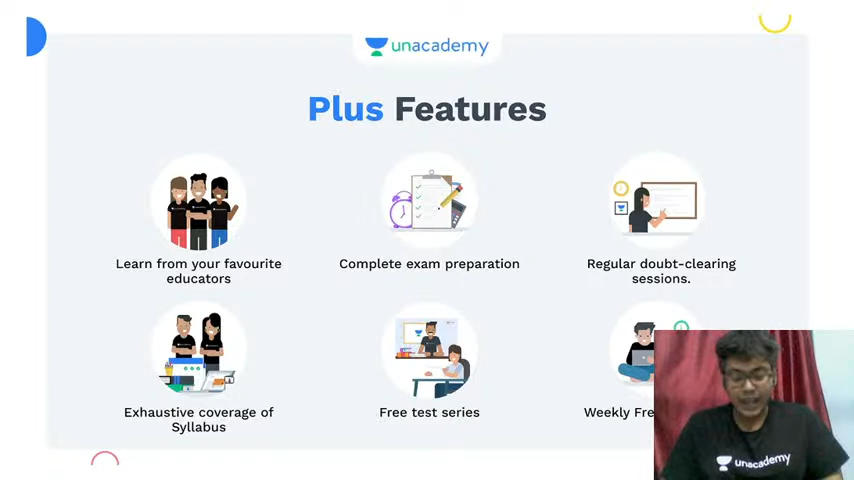 unacademy
Plus Features
Learn from your favourite
educators
Complete exam preparation
Regular doubt-clearing
sessions.
Exhaustive coverage of
Syllabus
Free test series
Weekly Fre
unacademy